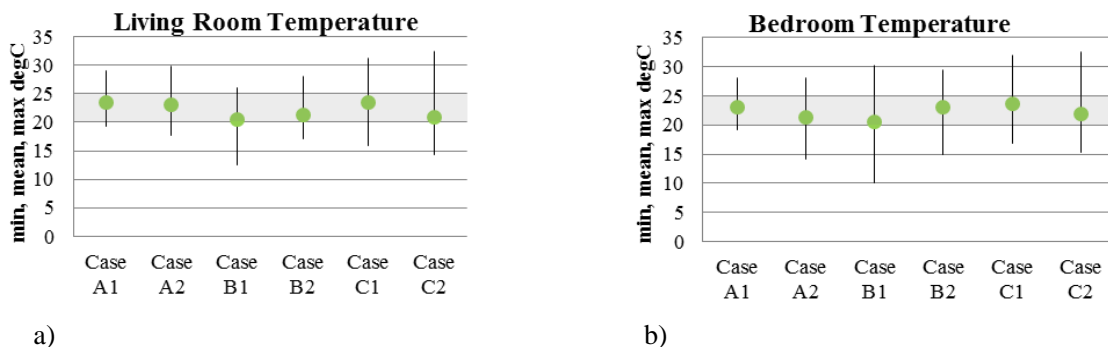 Living Room Temperature
min, mean, max degC
35
30
25
20
15
10
5
0
Case Case Case Case Case Case
A1 A2 B1 B2 C1 C2
a)
Bedroom Temperature
min, mean, max degC
35
30
25
20
15
10
5
0
Case Case Case Case Case Case
A1 A2 B1 B2 C1 C2
b)